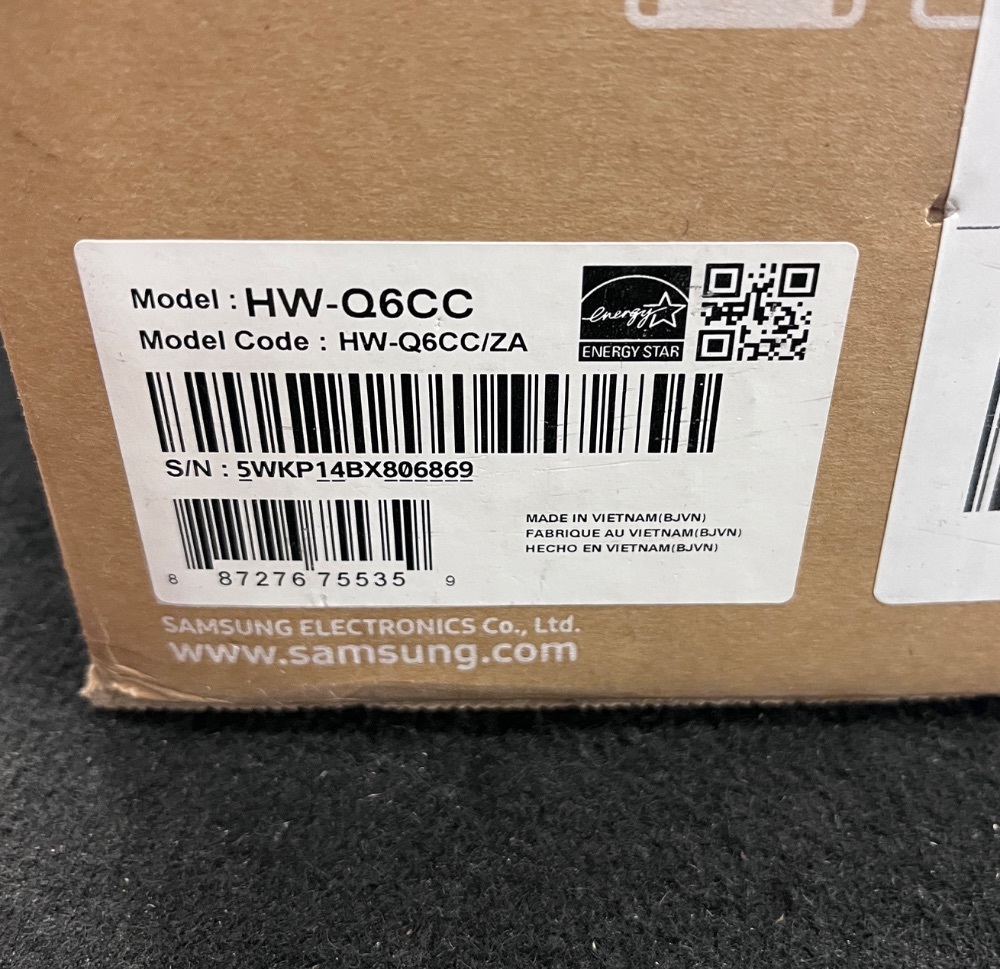 Model : HW-Q6CC
Model Code : HW-Q6CC/ZA
energy
ENERGY STAR
S/N : 5WKP14BX806869
MADE IN VIETNAM(BJVN)
FABRIQUE AU VIETNAM(BJVN)
HECHO EN VIETNAM(BJVN)
8 87276 75535 9
SAMSUNG ELECTRONICS Co., Ltd.
www.samsung.com